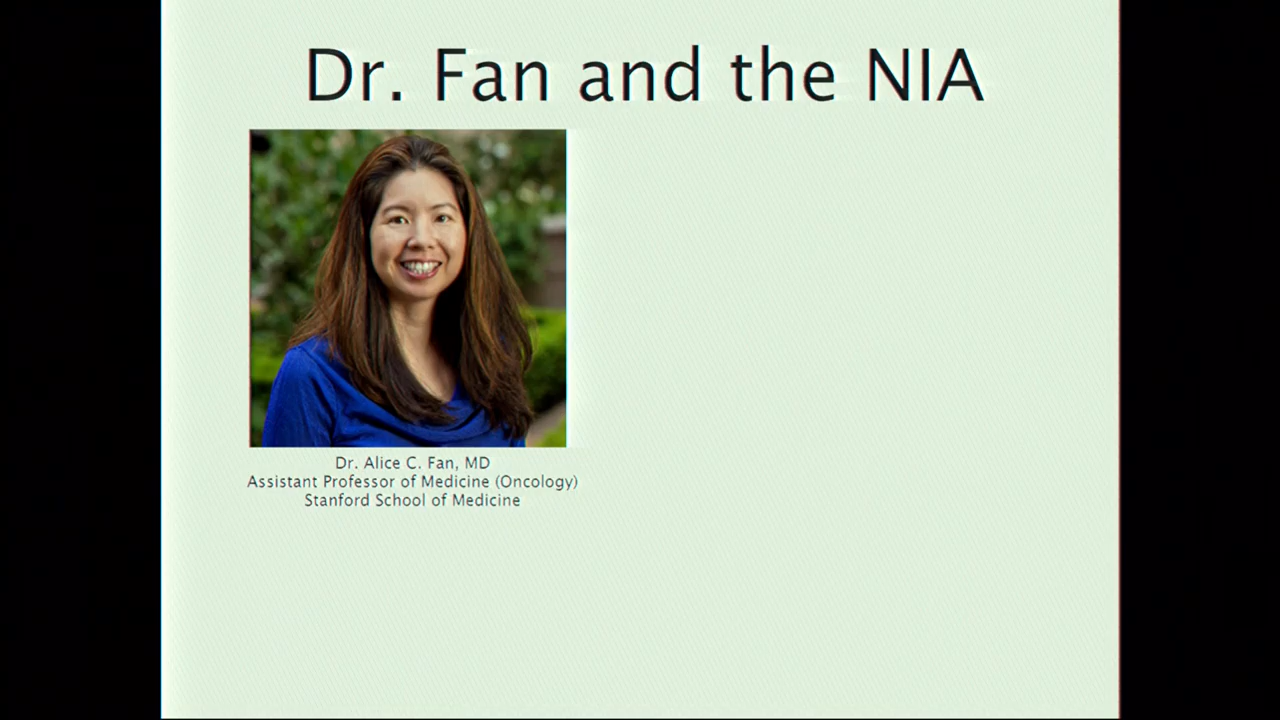 Dr. Fan and the NIA
Dr. Alice C. Fan, MD
Assistant Professor of Medicine (Oncology)
Stanford School of Medicine